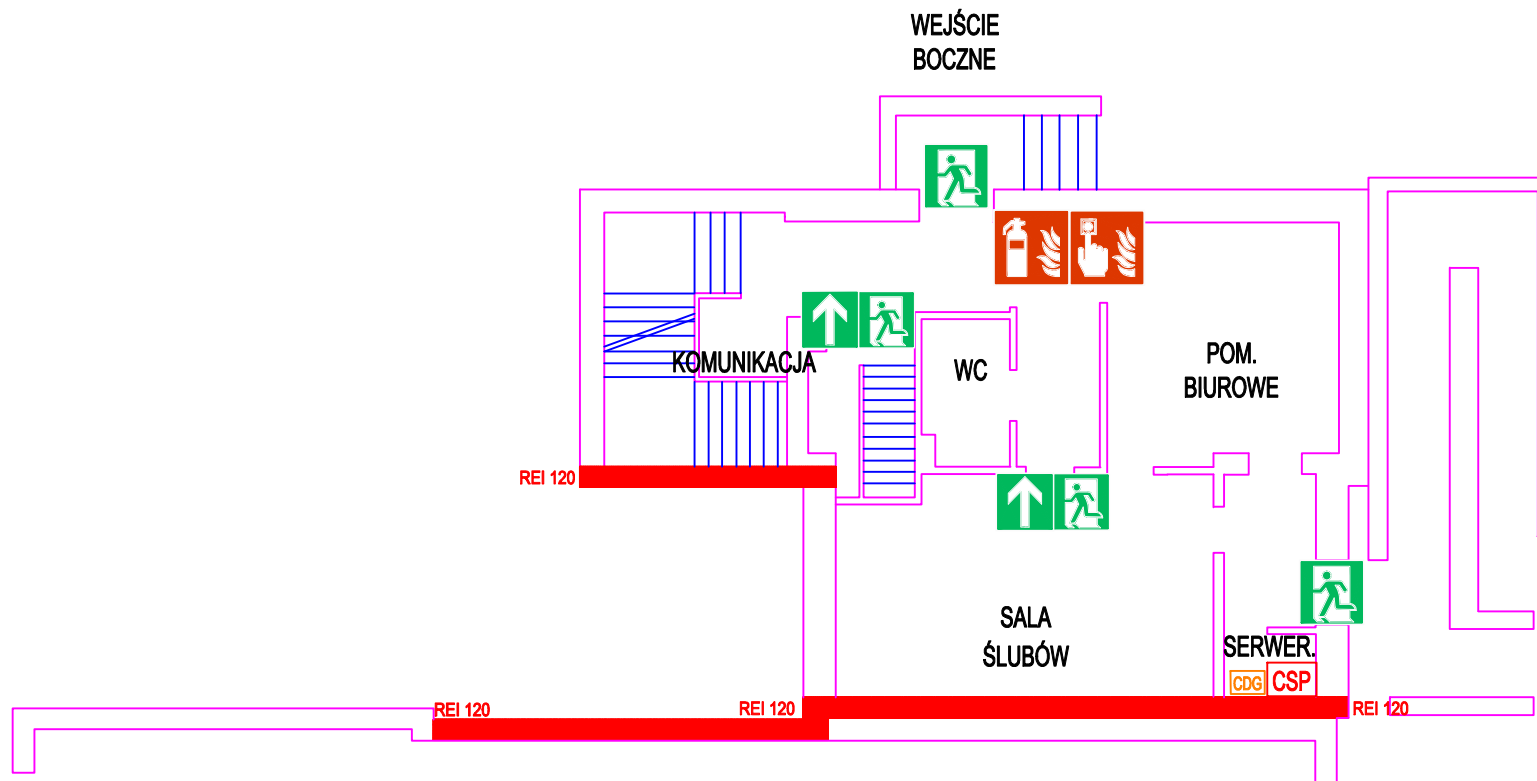 WEJŚCIE
BOCZNE
KOMUNIKACJA
WC
POM.
BIUROWE
REI 120
SALA
ŚLUBÓW
SERWER.
CDG
CSP
REI 120
REI 120
REI 120